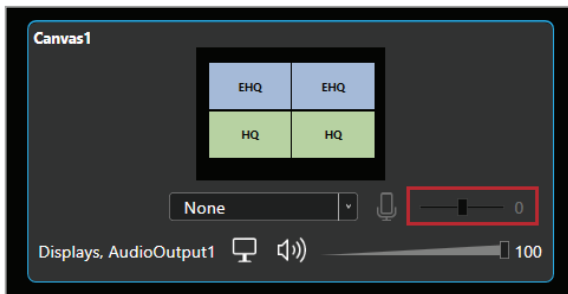 Canvas1
EHQ EHQ
HQ HQ
None 0
Displays, AudioOutput1 100